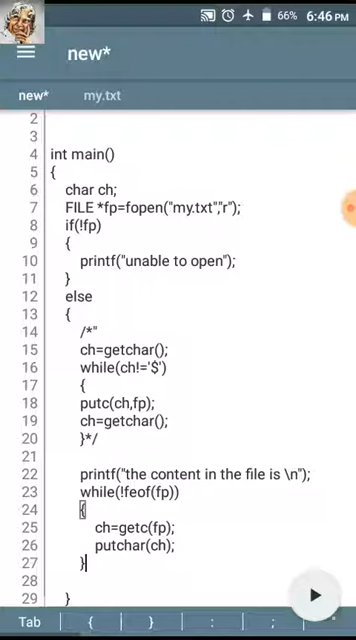 66% 6:46 PM
new*
new* my.txt
2
3
4 int main()
5 {
6 char ch;
7 FILE *fp=fopen("my.txt","r");
8 if(!fp)
9 {
10 printf("unable to open");
11 }
12 else
13 {
14 /*"
15 ch=getchar();
16 while(ch!='$')
17 {
18 putc(ch,fp);
19 ch=getchar();
20 }*/
21
22 printf("the content in the file is \n");
23 while(!feof(fp))
24 {
25 ch=getc(fp);
26 putchar(ch);
27 }
28
29 }
Tab { } : ;